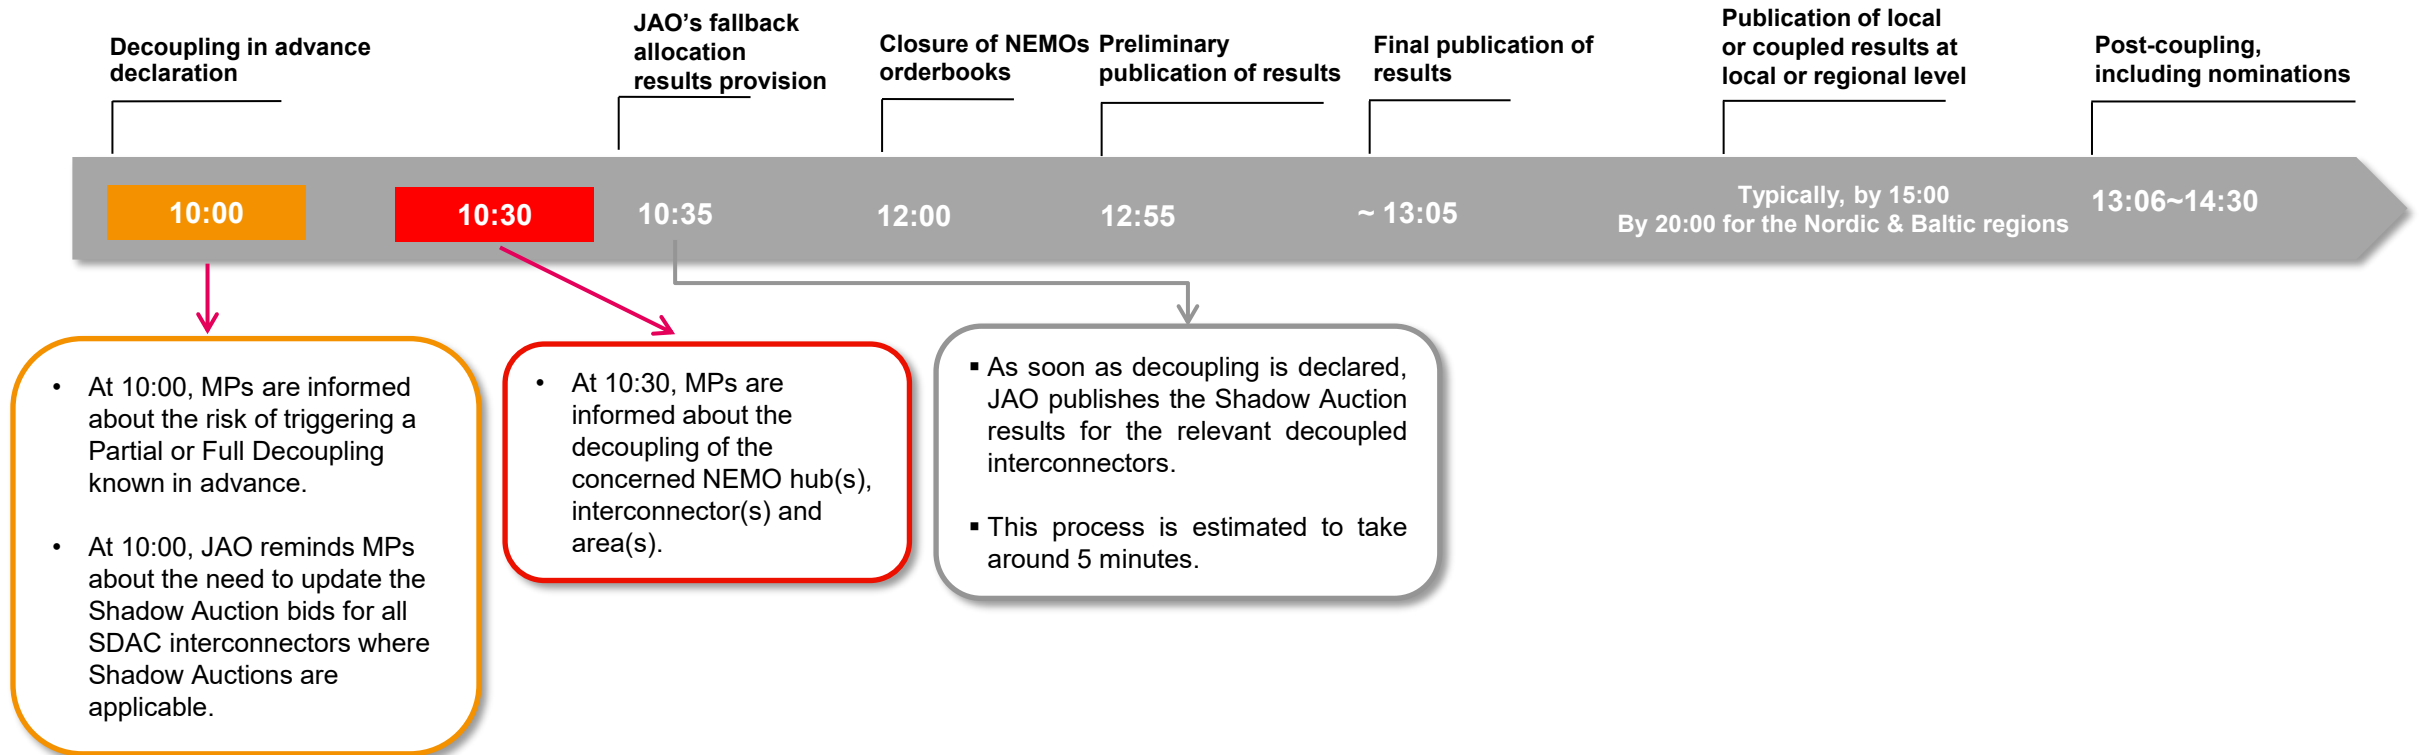 Decoupling in advance
declaration
JAO’s fallback
allocation
results provision
Closure of NEMOs
orderbooks
Preliminary
publication of results
Final publication of
results
Publication of local
or coupled results at
local or regional level
Post-coupling,
including nominations
10:00
10:30
10:35
12:00
12:55
~ 13:05
Typically, by 15:00
By 20:00 for the Nordic & Baltic regions
13:06~14:30
• At 10:00, MPs are informed
about the risk of triggering a
Partial or Full Decoupling
known in advance.
• At 10:00, JAO reminds MPs
about the need to update the
Shadow Auction bids for all
SDAC interconnectors where
Shadow Auctions are
applicable.
• At 10:30, MPs are
informed about the
decoupling of the
concerned NEMO hub(s),
interconnector(s) and
area(s).
▪ As soon as decoupling is declared,
JAO publishes the Shadow Auction
results for the relevant decoupled
interconnectors.
▪ This process is estimated to take
around 5 minutes.